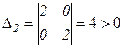 Δ₂ = |2 0; 0 2| = 4 > 0